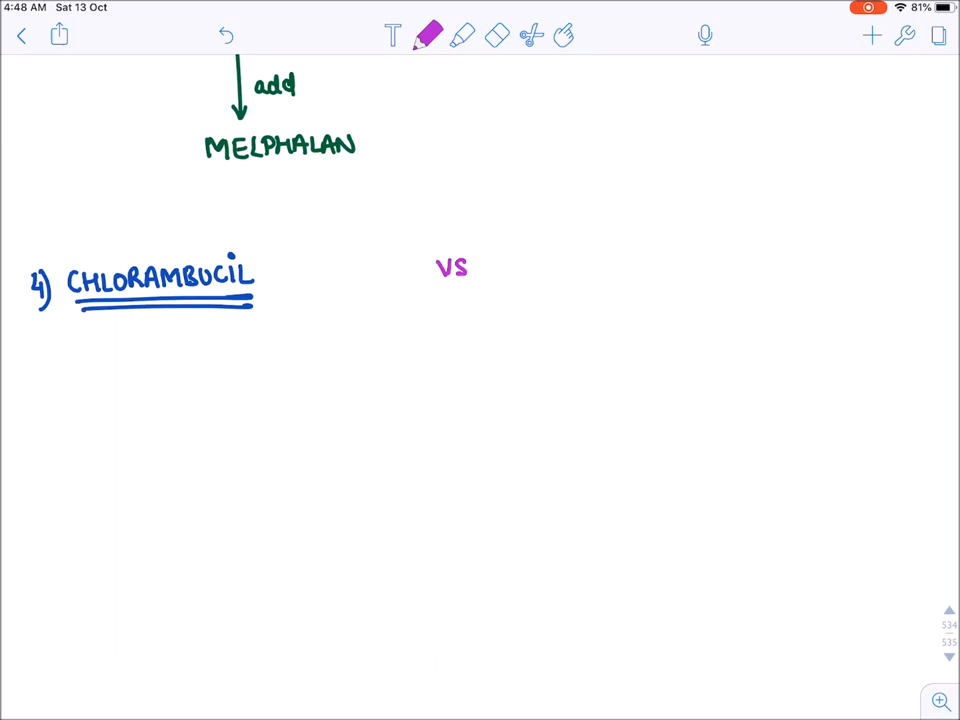 4:48 AM Sat 13 Oct 81%
T
add
MELPHALAN
4) CHLORAMBUCIL VS
534
535